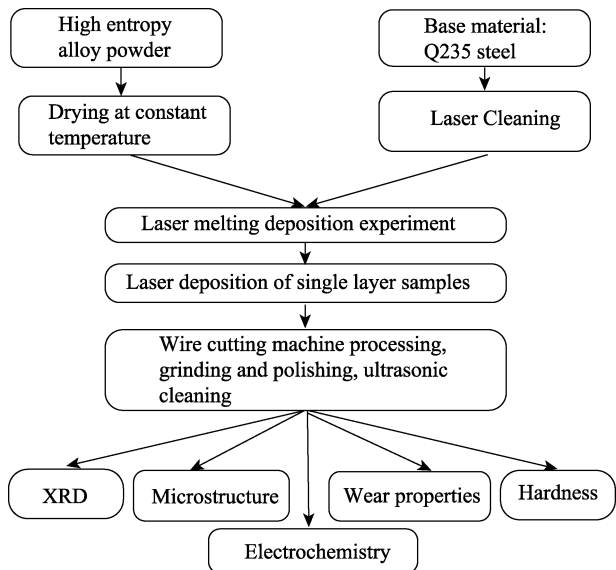 High entropy
alloy powder
Base material:
Q235 steel
Drying at constant
temperature
Laser Cleaning
Laser melting deposition experiment
Laser deposition of single layer samples
Wire cutting machine processing,
grinding and polishing, ultrasonic
cleaning
XRD
Microstructure
Wear properties
Hardness
Electrochemistry